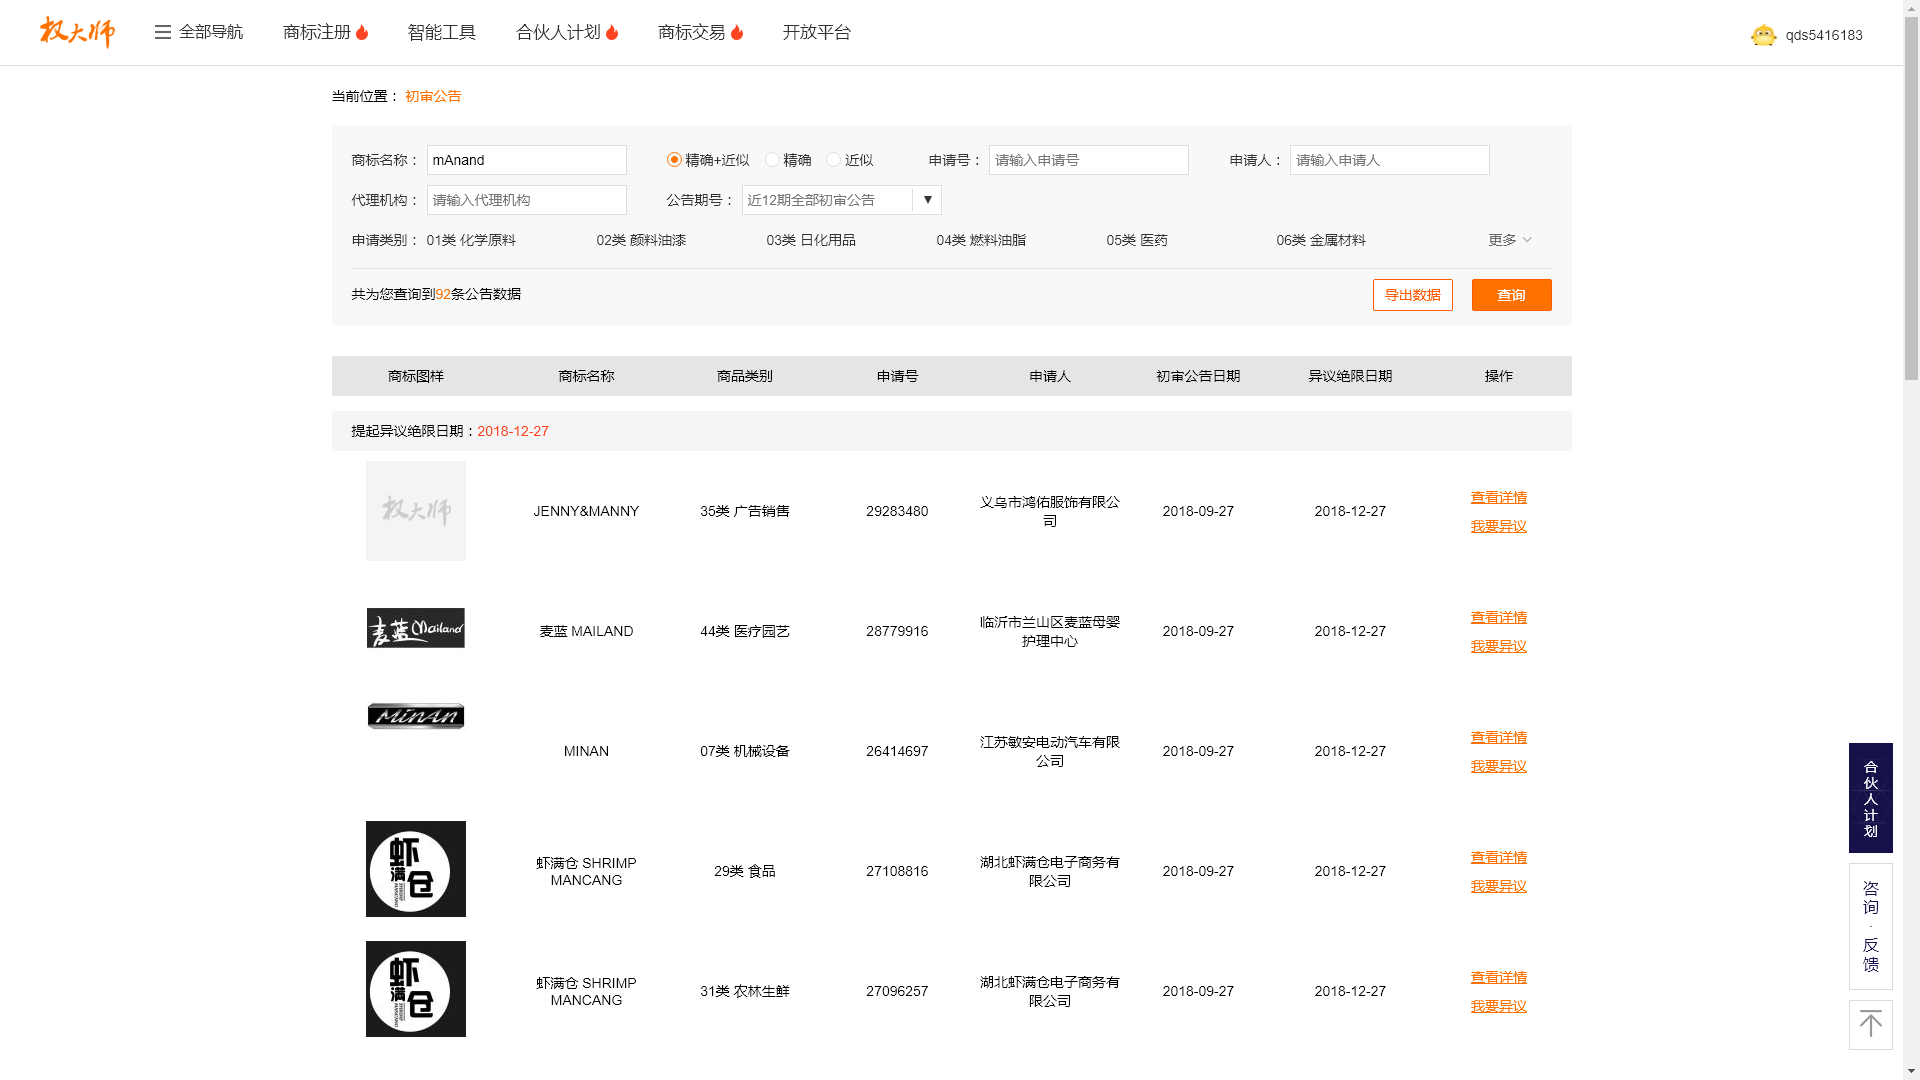 权大师 全部导航 商标注册 智能工具 合伙人计划 商标交易 开放平台 qds5416183
当前位置： 初审公告
商标名称： mAnand 精确+近似 精确 近似 申请号： 请输入申请号 申请人： 请输入申请人
代理机构： 请输入代理机构 公告期号： 近12期全部初审公告 ▼
申请类别： 01类 化学原料 02类 颜料油漆 03类 日化用品 04类 燃料油脂 05类 医药 06类 金属材料 更多
共为您查询到92条公告数据 导出数据 查询
商标图样 商标名称 商品类别 申请号 申请人 初审公告日期 异议绝限日期 操作
提起异议绝限日期：2018-12-27
权大师 JENNY&MANNY 35类 广告销售 29283480 义乌市鸿佑服饰有限公司 2018-09-27 2018-12-27 查看详情
我要异议
麦蓝Mailand 麦蓝 MAILAND 44类 医疗园艺 28779916 临沂市兰山区麦蓝母婴护理中心 2018-09-27 2018-12-27 查看详情
我要异议
MinAn MINAN 07类 机械设备 26414697 江苏敏安电动汽车有限公司 2018-09-27 2018-12-27 查看详情
我要异议
虾满仓 虾满仓 SHRIMP MANCANG 29类 食品 27108816 湖北虾满仓电子商务有限公司 2018-09-27 2018-12-27 查看详情
我要异议
虾满仓 虾满仓 SHRIMP MANCANG 31类 农林生鲜 27096257 湖北虾满仓电子商务有限公司 2018-09-27 2018-12-27 查看详情
我要异议
合伙人计划
咨询·反馈